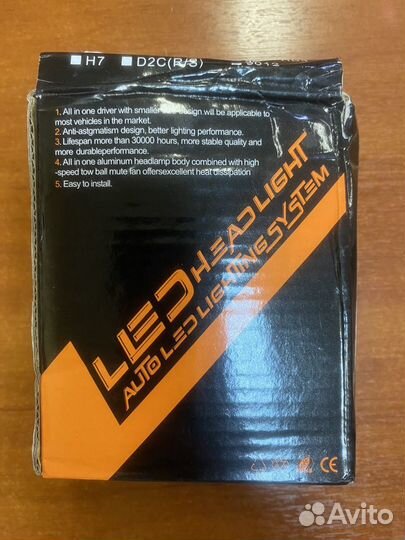 H7 D2C(R/S) 9012
1. All in one driver with smaller size design will be applicable to
most vehicles in the market.
2. Anti-astgmatism design, better lighting performance.
3. Lifespan more than 30000 hours, more stable quality and
more durableperformance.
4. All in one aluminum headlamp body combined with high
-speed tow ball mute fan offersexcellent heat dissipation
5. Easy to install.
LED HEAD LIGHT
AUTO LED LIGHTING SYSTEM
CE
Avito